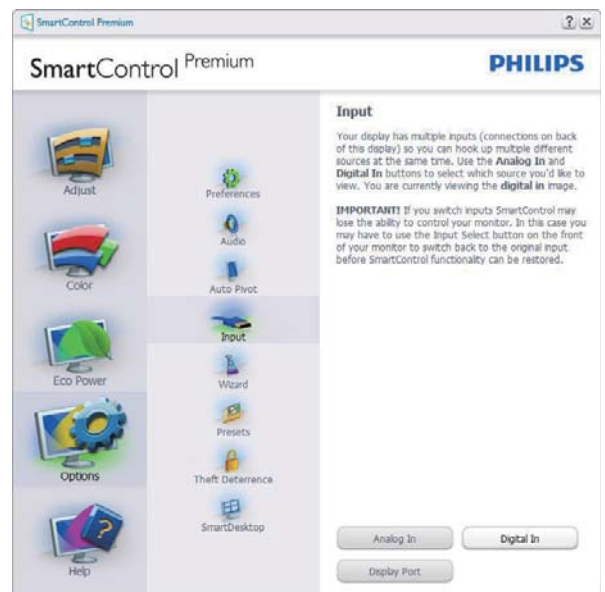 SmartControl Premium
? x
SmartControl Premium
PHILIPS
Adjust
Color
Eco Power
Options
Help
Preferences
Audio
Auto Pivot
Input
Wizard
Presets
Theft Deterrence
SmartDesktop
Input
Your display has multiple inputs (connections on back
of this display) so you can hook up multiple different
sources at the same time. Use the Analog In and
Digital In buttons to select which source you'd like to
view. You are currently viewing the digital in image.
IMPORTANT! If you switch inputs SmartControl may
lose the ability to control your monitor. In this case you
may have to use the Input Select button on the front
of your monitor to switch back to the original input
before SmartControl functionality can be restored.
Analog In
Digital In
Display Port